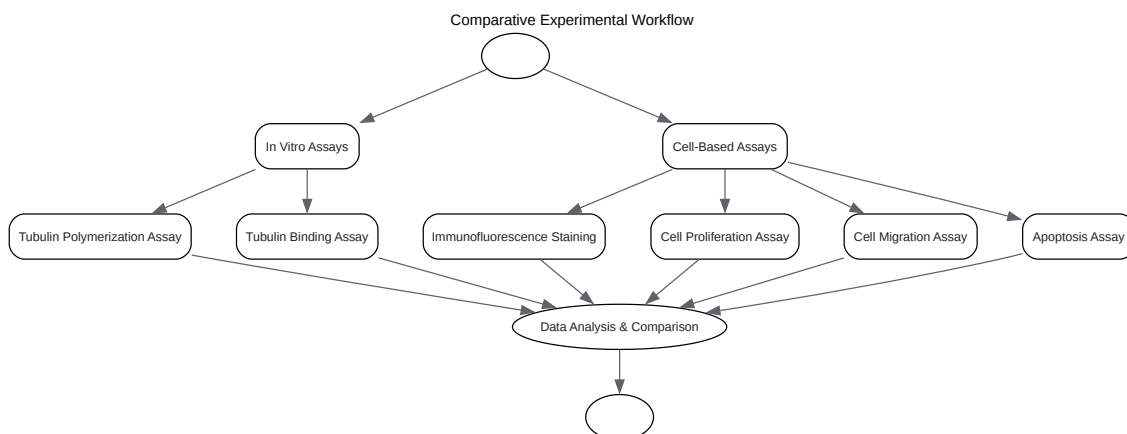 Comparative Experimental Workflow
In Vitro Assays
Cell-Based Assays
Tubulin Polymerization Assay
Tubulin Binding Assay
Immunofluorescence Staining
Cell Proliferation Assay
Cell Migration Assay
Apoptosis Assay
Data Analysis & Comparison